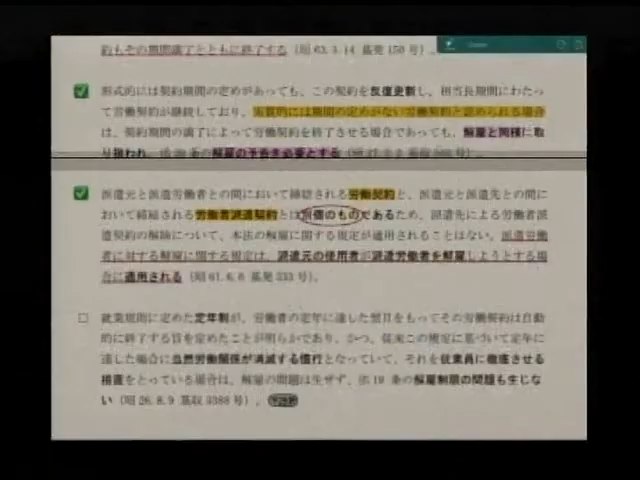 約もその期間満了とともに終了する（昭 63.3.14 基発 150 号）。
形式的には契約期間の定めがあっても、この契約を反復更新し、相当長期間にわたっ
て労働契約が継続しており、実質的には期間の定めがない労働契約と認められる場合
は、契約期間の満了によって労働契約を終了させる場合であっても、解雇と同様に取
り扱われ、法 20 条の解雇の予告を必要とする
派遣元と派遣労働者との間において締結される労働契約と、派遣元と派遣先との間に
おいて締結される労働者派遣契約とは別個のものであるため、派遣先による労働者派
遣契約の解除について、本法の解雇に関する規定が適用されることはない。派遣労働
者に対する解雇に関する規定は、派遣元の使用者が派遣労働者を解雇しようとする場
合に適用される（昭 61.6.6 基発 333 号）。
□ 就業規則に定めた定年制が、労働者の定年に達した翌日をもってその労働契約は自動
的に終了する旨を定めたことが明らかであり、かつ、従来この規定に基づいて定年に
達した場合に当然労働関係が消滅する慣行となっていて、それを従業員に徹底させる
措置をとっている場合は、解雇の問題は生ぜず、法 19 条の解雇制限の問題も生じな
い（昭 26.8.9 基収 3388 号）。